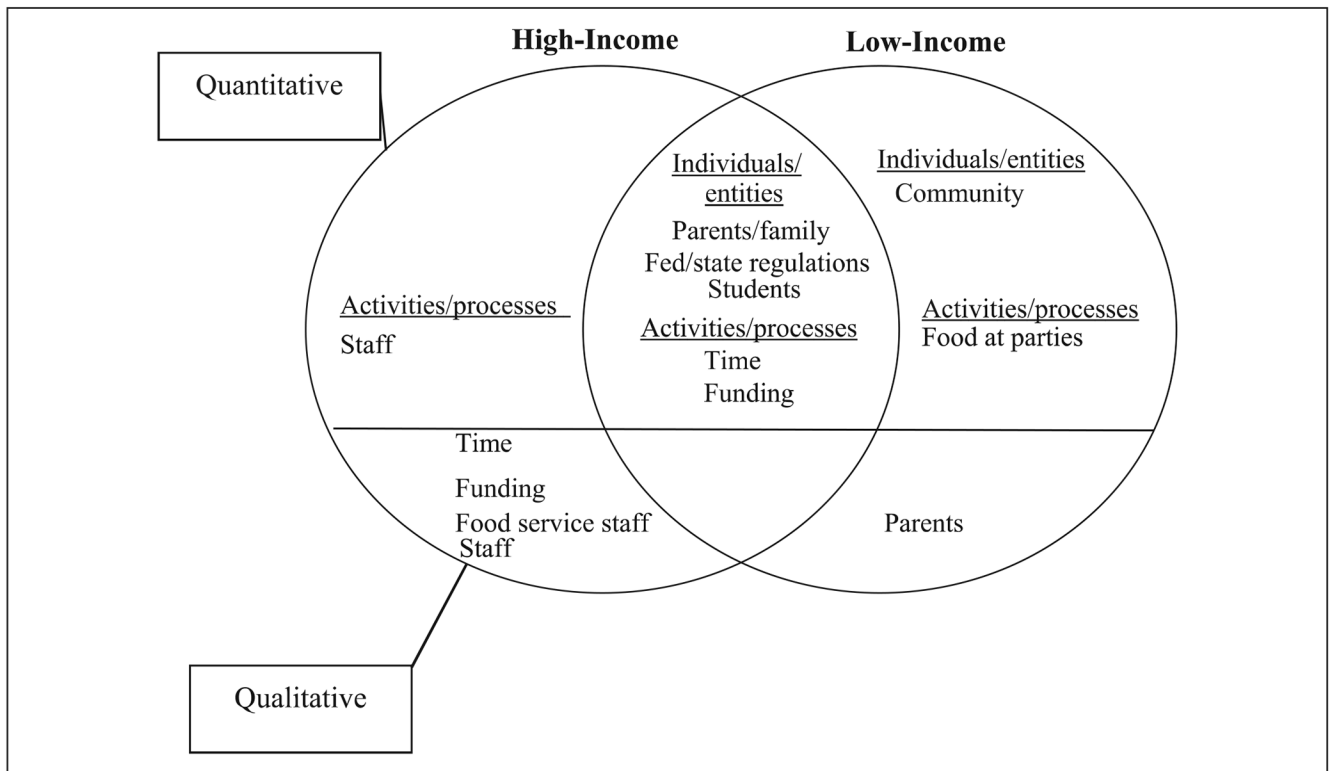 High-Income
Low-Income
Quantitative
Individuals/
entities
Parents/family
Fed/state regulations
Students
Activities/processes
Time
Funding
Individuals/entities
Community
Activities/processes
Food at parties
Activities/processes
Staff
Time
Funding
Food service staff
Staff
Parents
Qualitative